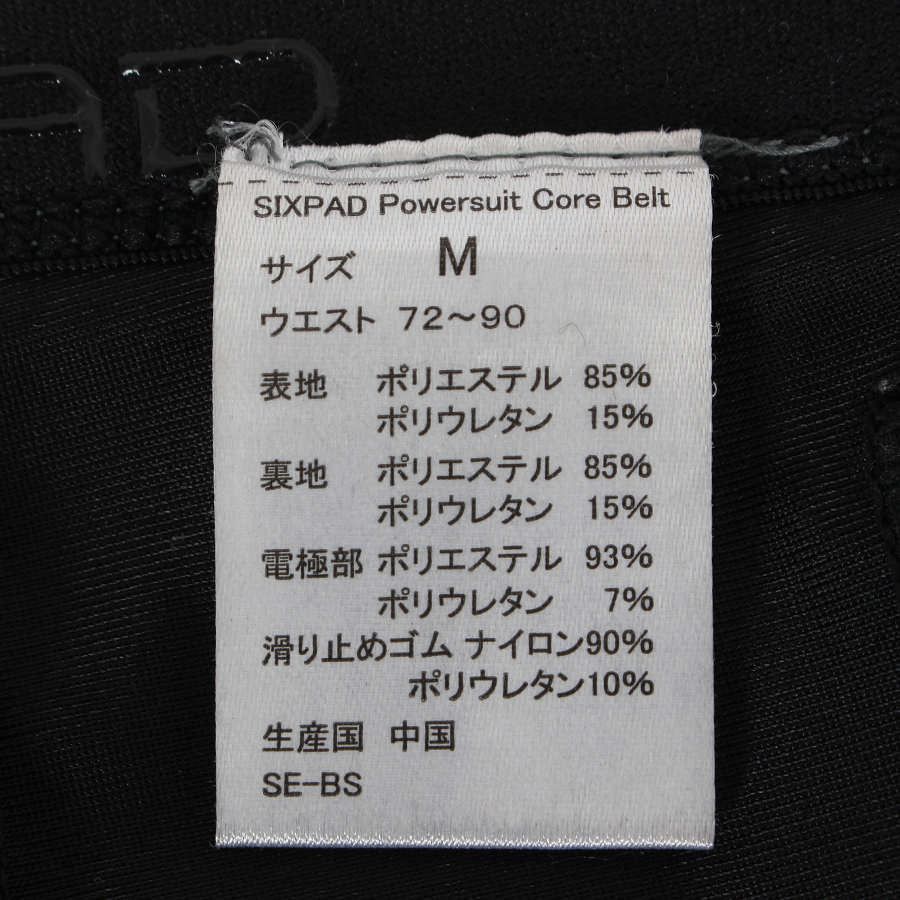 AD
SIXPAD Powersuit Core Belt
サイズ M
ウエスト 72～90
表地 ポリエステル 85%
ポリウレタン 15%
裏地 ポリエステル 85%
ポリウレタン 15%
電極部 ポリエステル 93%
ポリウレタン 7%
滑り止めゴム ナイロン90%
ポリウレタン10%
生産国 中国
SE-BS